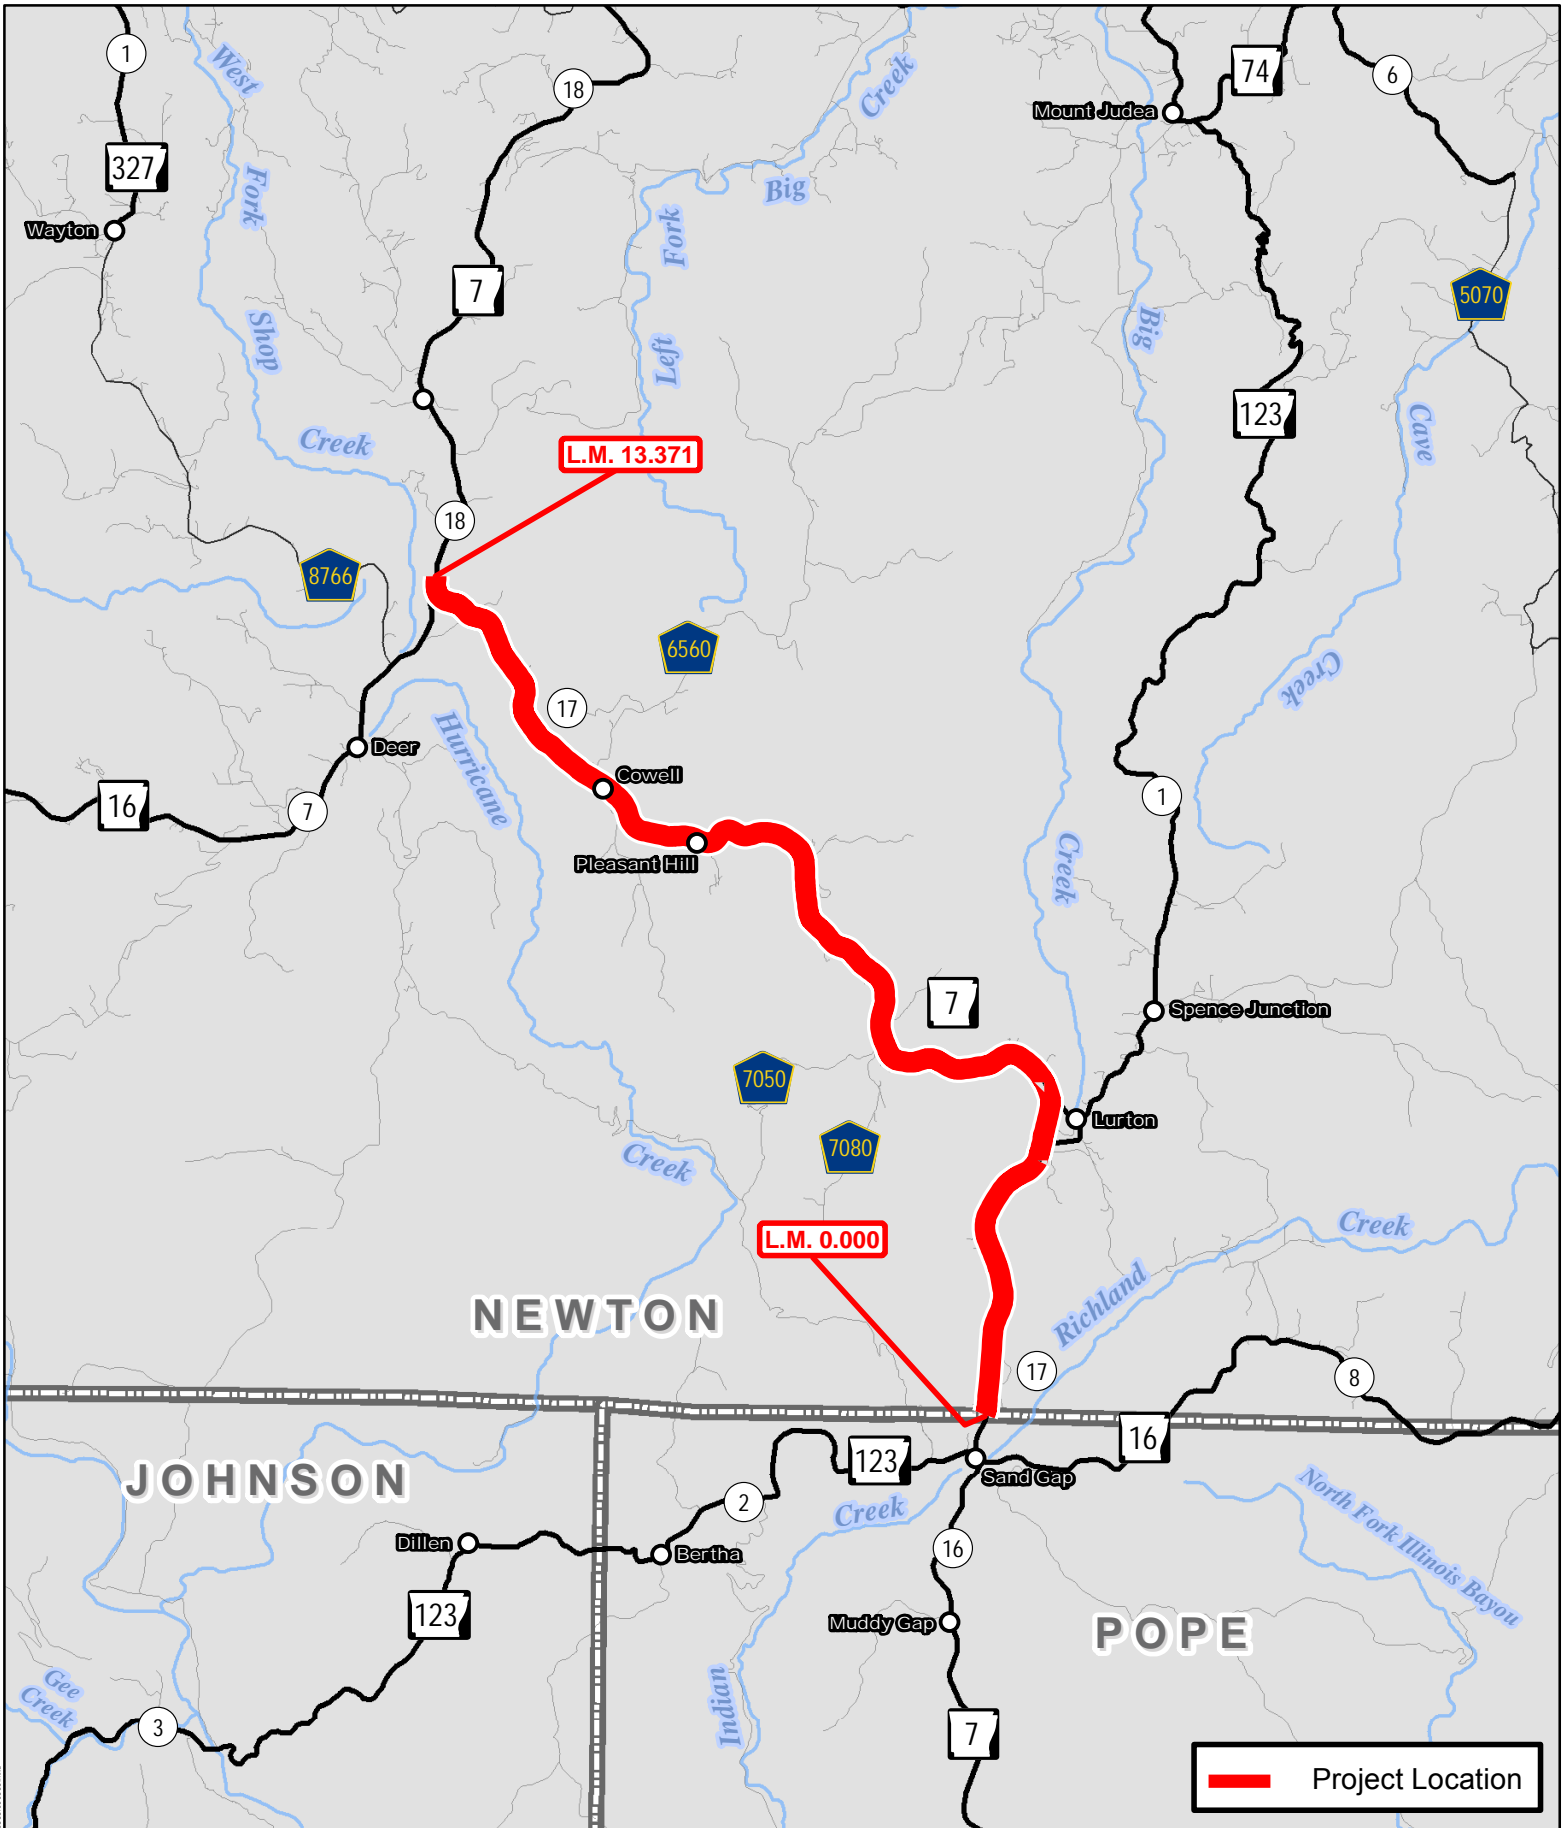 1
West
18
Creek
74
6
Mount Judea
327
Fork
Big
Wayton
Fork
7
5070
Shop
Big
Left
123
Cave
Creek
L.M. 13.371
18
8766
6560
Creek
17
Hurricane
Deer
Cowell
16
7
1
Pleasant Hill
Creek
7
Spence Junction
7050
Lurton
7080
Creek
Creek
L.M. 0.000
Richland
NEWTON
17
8
16
123
JOHNSON
Sand Gap
2
Creek
North Fork Illinois Bayou
Dillen
16
Bertha
123
Muddy Gap
POPE
Gee
Creek
Indian
3
7
Project Location